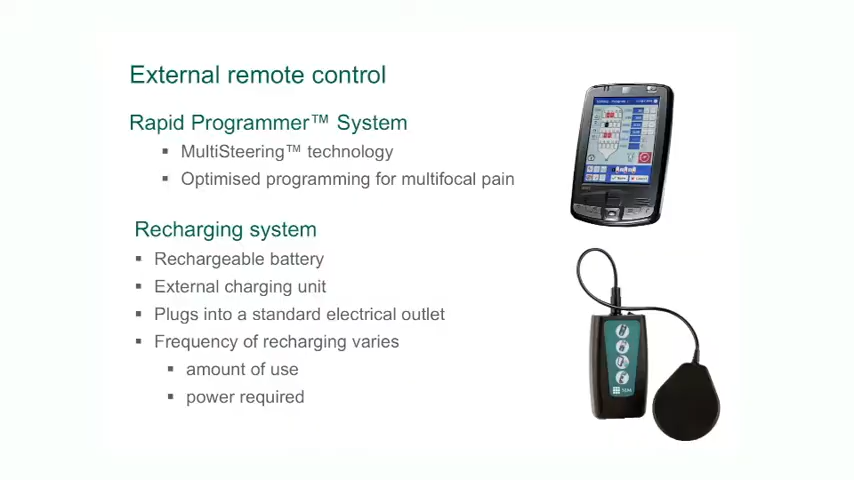 External remote control
Rapid Programmer™ System
▪ MultiSteering™ technology
▪ Optimised programming for multifocal pain
Recharging system
▪ Rechargeable battery
▪ External charging unit
▪ Plugs into a standard electrical outlet
▪ Frequency of recharging varies
▪ amount of use
▪ power required